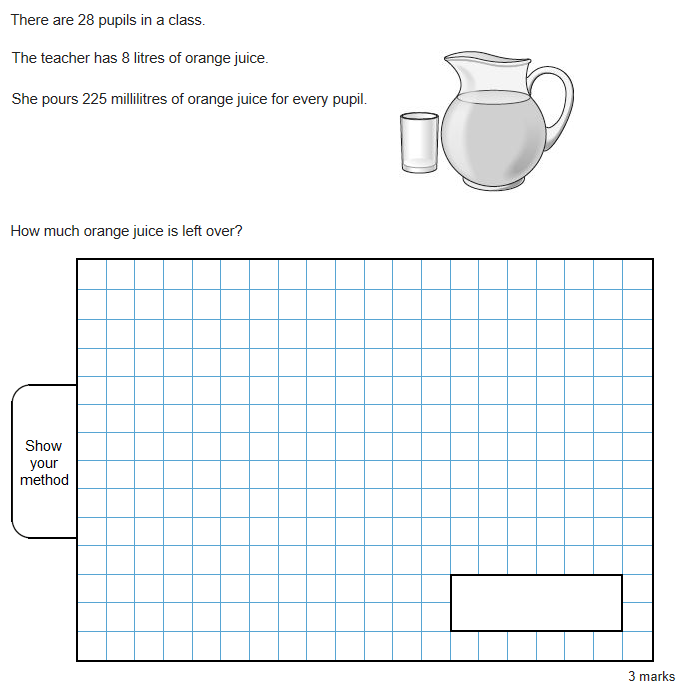 There are 28 pupils in a class.
The teacher has 8 litres of orange juice.
She pours 225 millilitres of orange juice for every pupil.
How much orange juice is left over?
Show
your
method
3 marks